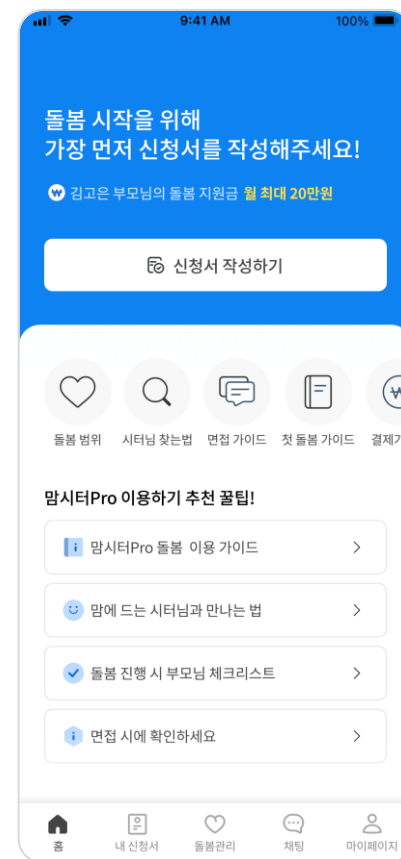 9:41 AM
100%
돌봄 시작을 위해
가장 먼저 신청서를 작성해주세요!
₩ 김고은 부모님의 돌봄 지원금 월 최대 20만원
신청서 작성하기
돌봄 범위
시터님 찾는법
면접 가이드
첫 돌봄 가이드
결제가
맘시터Pro 이용하기 추천 꿀팁!
맘시터Pro 돌봄 이용 가이드
맘에 드는 시터님과 만나는 법
돌봄 진행 시 부모님 체크리스트
면접 시에 확인하세요
홈
내 신청서
돌봄관리
채팅
마이페이지